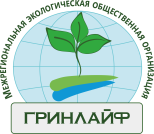 МЕЖРЕГИОНАЛЬНАЯ ЭКОЛОГИЧЕСКАЯ ОБЩЕСТВЕННАЯ ОРГАНИЗАЦИЯ
ГРИНЛАЙФ